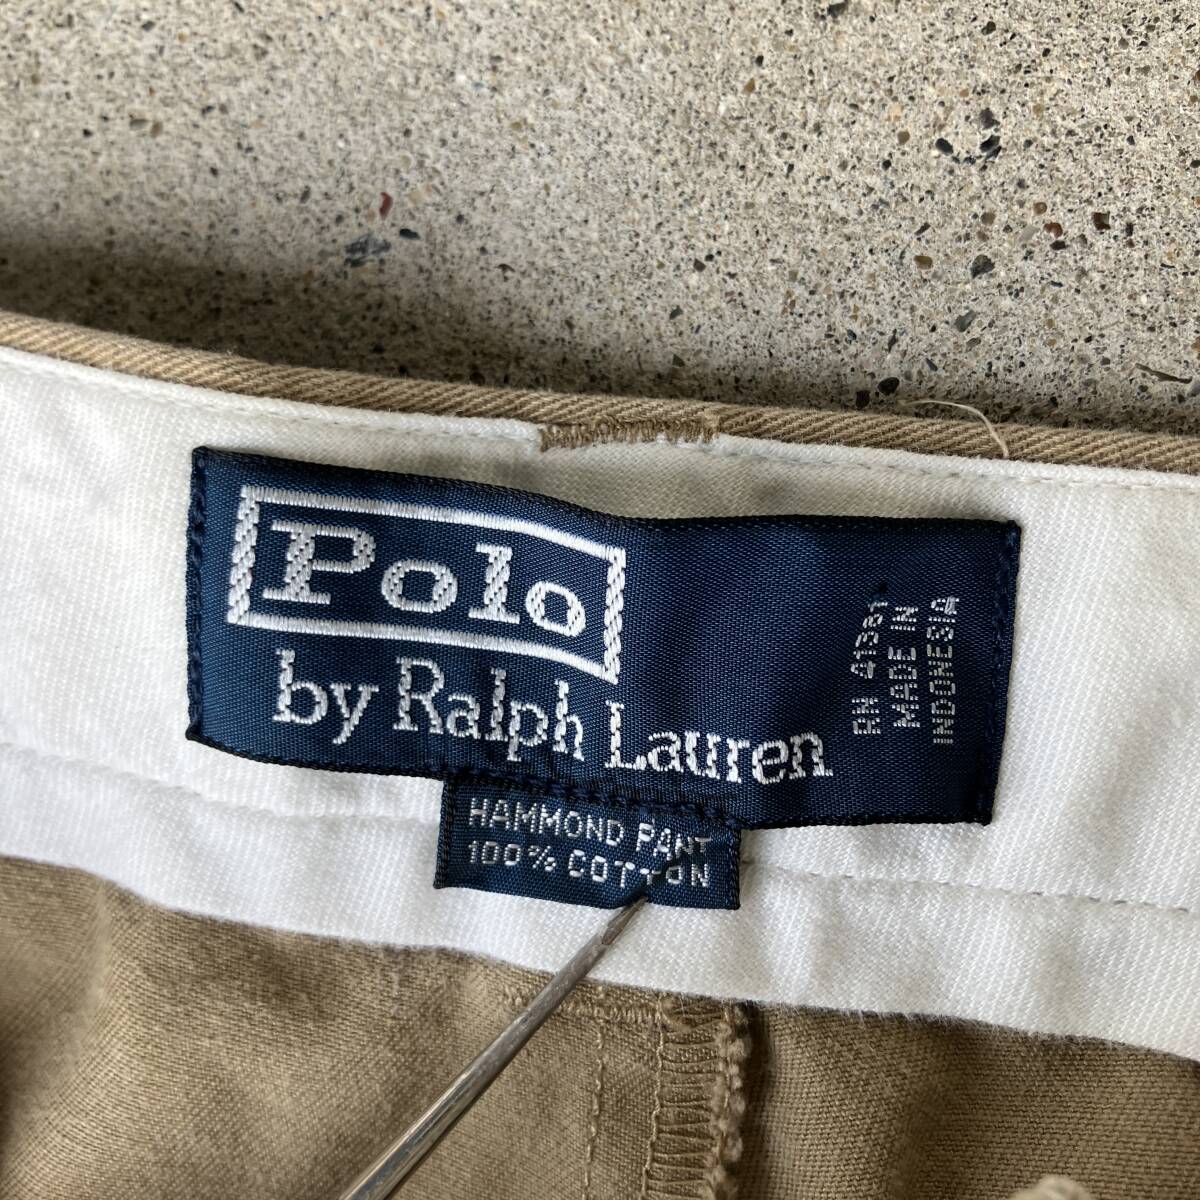 Polo
by Ralph Lauren
RN 41381
MADE IN
INDONESIA
HAMMOND PANT
100% COTTON